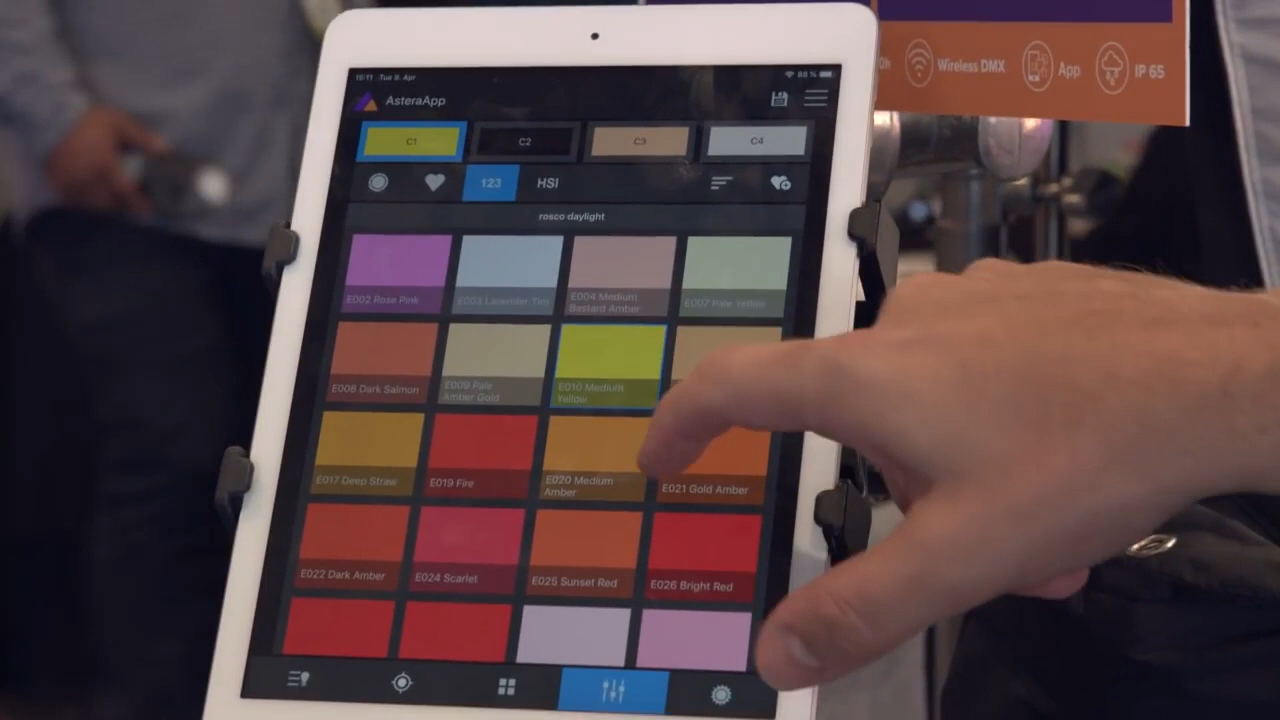 0h Wireless DMX App IP 65
15:11 Tue 8. Apr 88 %
AsteraApp
C1 C2 C3 C4
123 HSI
rosco daylight
E002 Rose Pink
E003 Lavender Tint
E004 Medium
Bastard Amber
E007 Pale Yellow
E008 Dark Salmon
E009 Pale
Amber Gold
E010 Medium
Yellow
E017 Deep Straw
E019 Fire
E020 Medium
Amber
E021 Gold Amber
E022 Dark Amber
E024 Scarlet
E025 Sunset Red
E026 Bright Red